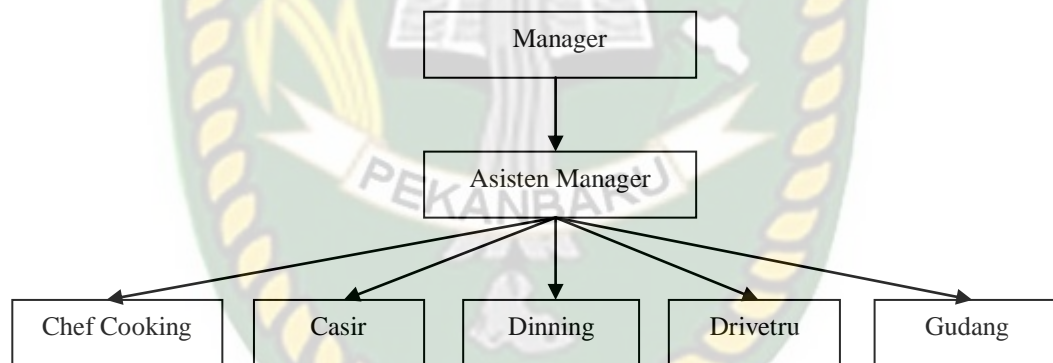 Manager
Asisten Manager
PEKANBARU
Chef Cooking
Casir
Dinning
Drivetru
Gudang